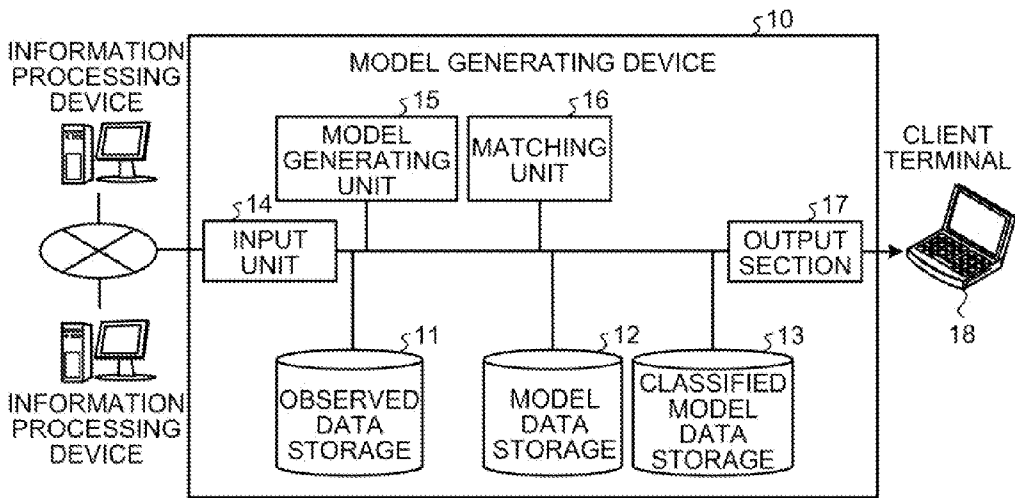 10
INFORMATION
PROCESSING
DEVICE
MODEL GENERATING DEVICE
15
MODEL
GENERATING
UNIT
16
MATCHING
UNIT
CLIENT
TERMINAL
14
INPUT
UNIT
17
OUTPUT
SECTION
18
11
OBSERVED
DATA
STORAGE
12
MODEL
DATA
STORAGE
13
CLASSIFIED
MODEL
DATA
STORAGE
INFORMATION
PROCESSING
DEVICE